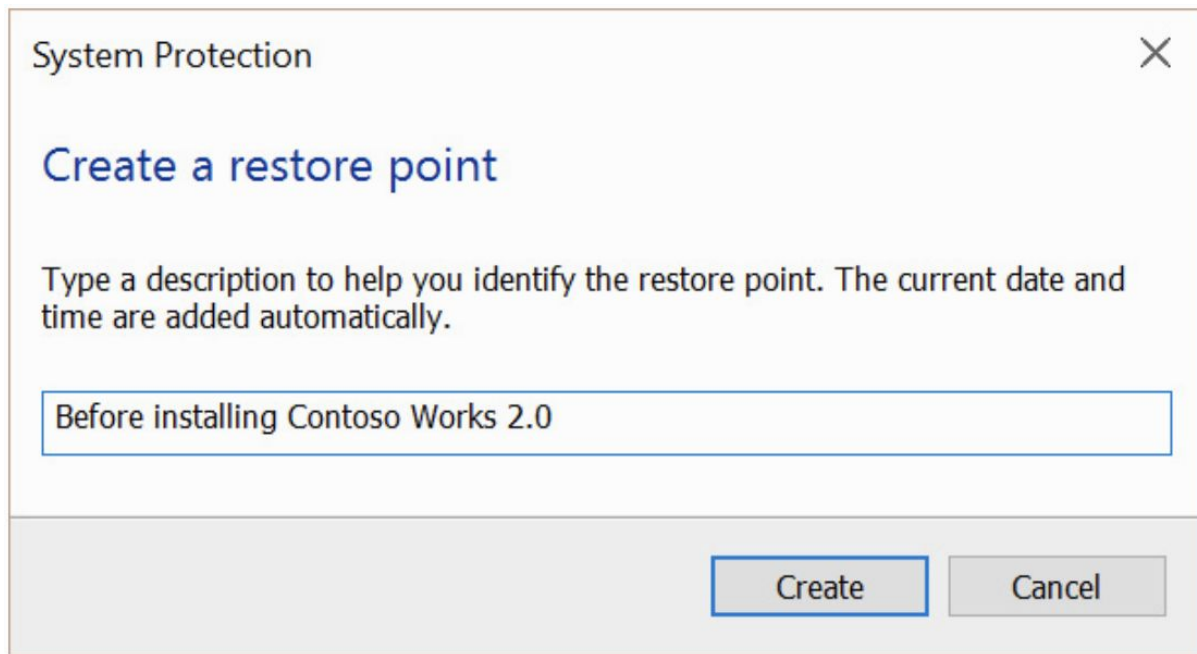 System Protection
Create a restore point
Type a description to help you identify the restore point. The current date and
time are added automatically.
Before installing Contoso Works 2.0
Create
Cancel